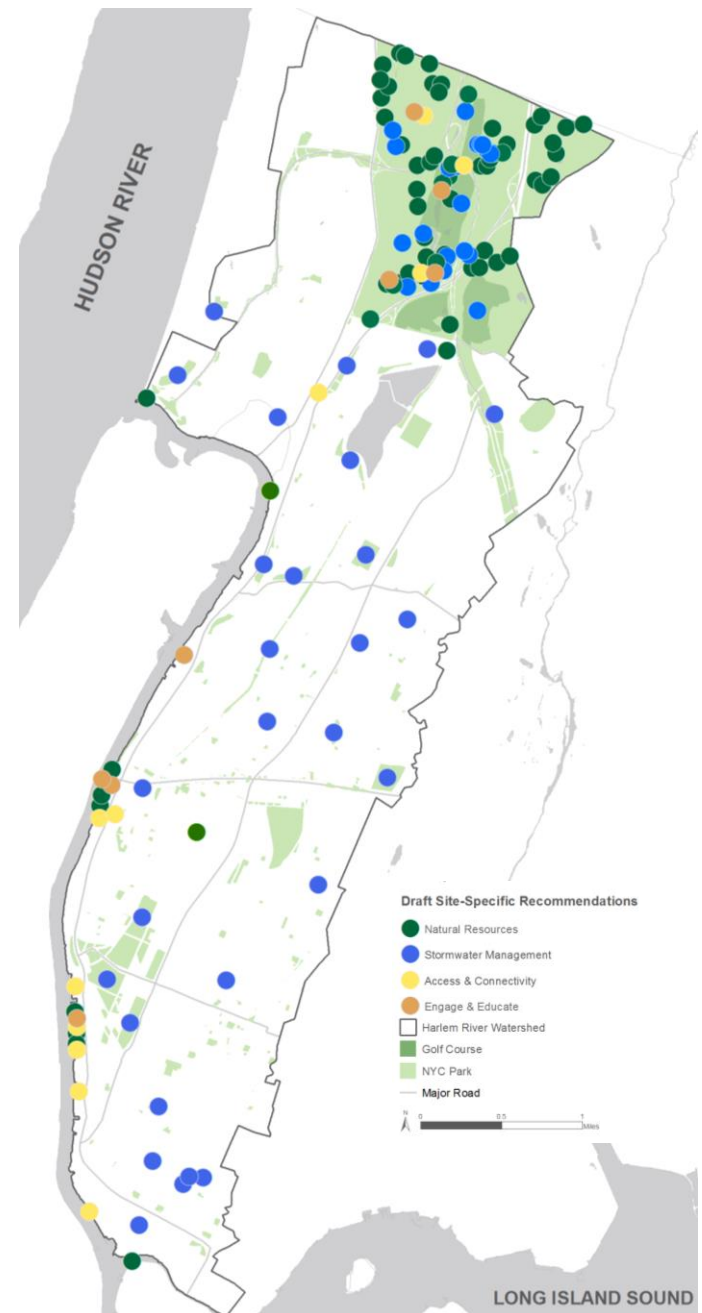 HUDSON RIVER
Draft Site-Specific Recommendations
Natural Resources
Stormwater Management
Access & Connectivity
Engage & Educate
Harlem River Watershed
Golf Course
NYC Park
Major Road
N
0 0.5 1
Miles
LONG ISLAND SOUND